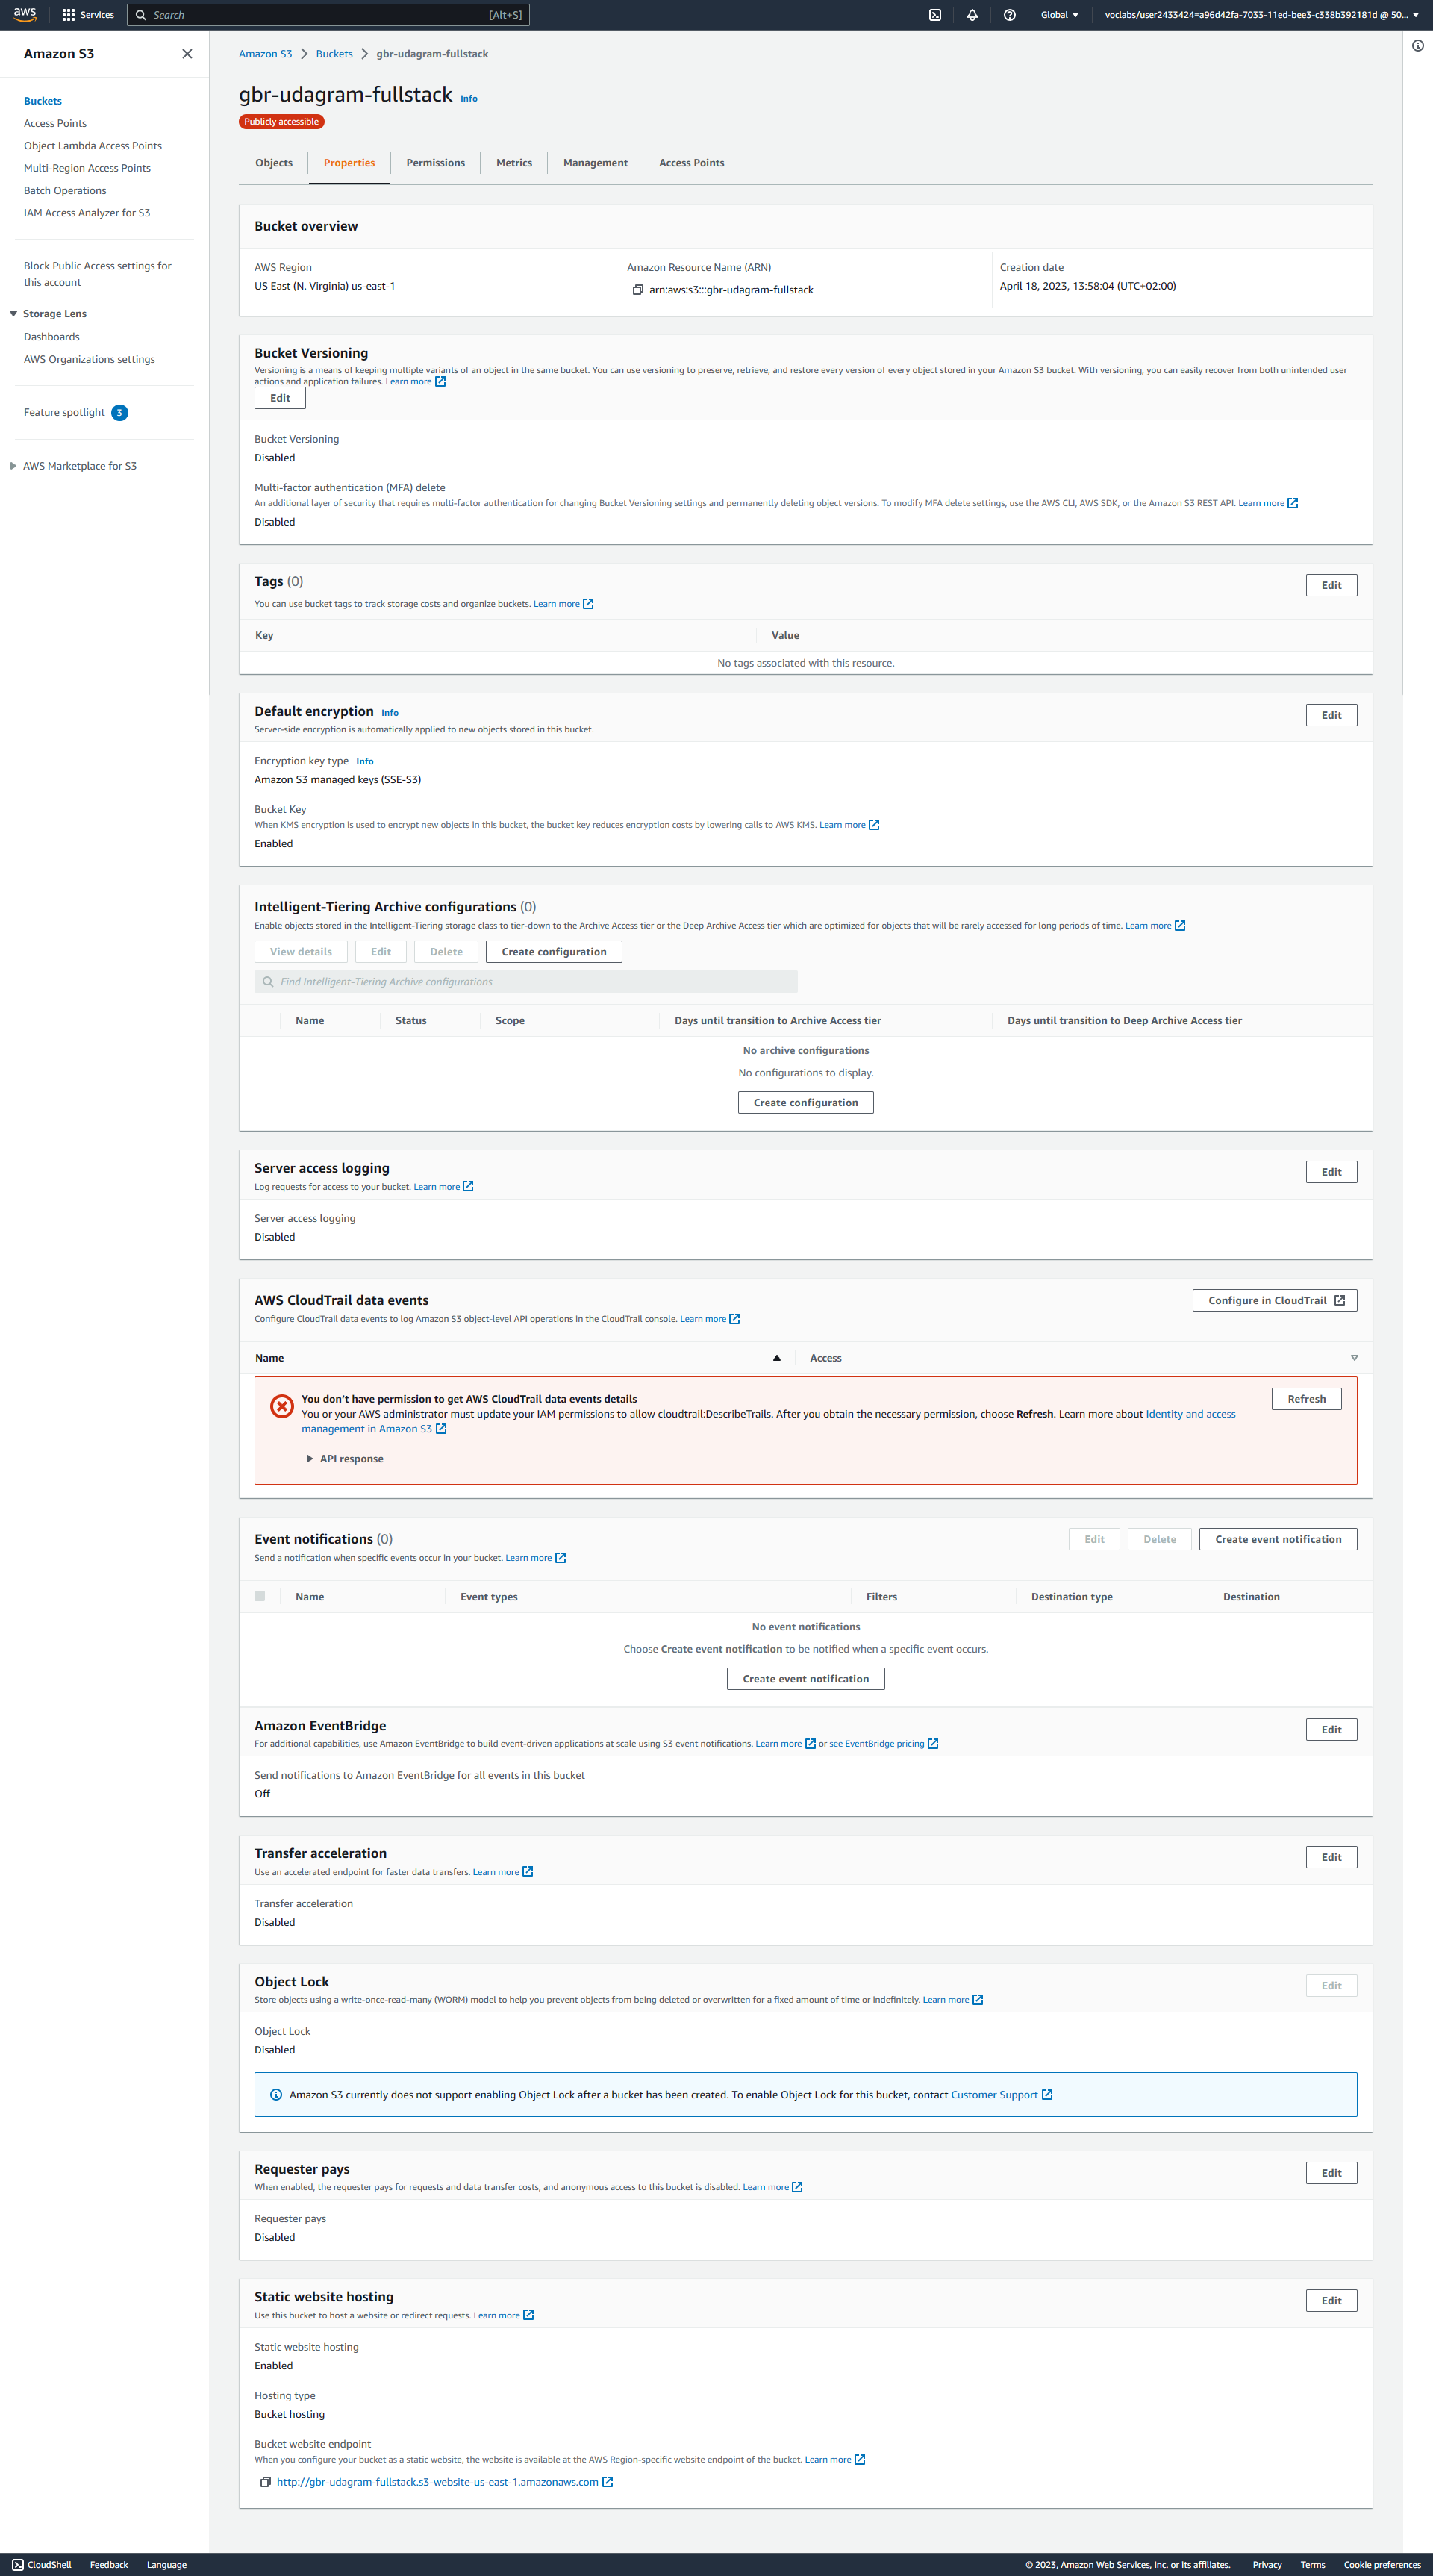 aws
Services
Search
[Alt+S]
Global
voclabs/user2433424=a96d42fa-7033-11ed-bee3-c338b392181d @ 50...
Amazon S3
Buckets
Access Points
Object Lambda Access Points
Multi-Region Access Points
Batch Operations
IAM Access Analyzer for S3
Block Public Access settings for
this account
Storage Lens
Dashboards
AWS Organizations settings
Feature spotlight 3
AWS Marketplace for S3
Amazon S3 > Buckets > gbr-udagram-fullstack
gbr-udagram-fullstack Info
Publicly accessible
Objects
Properties
Permissions
Metrics
Management
Access Points
Bucket overview
AWS Region
US East (N. Virginia) us-east-1
Amazon Resource Name (ARN)
arn:aws:s3:::gbr-udagram-fullstack
Creation date
April 18, 2023, 13:58:04 (UTC+02:00)
Bucket Versioning
Versioning is a means of keeping multiple variants of an object in the same bucket. You can use versioning to preserve, retrieve, and restore every version of every object stored in your Amazon S3 bucket. With versioning, you can easily recover from both unintended user
actions and application failures. Learn more
Edit
Bucket Versioning
Disabled
Multi-factor authentication (MFA) delete
An additional layer of security that requires multi-factor authentication for changing Bucket Versioning settings and permanently deleting object versions. To modify MFA delete settings, use the AWS CLI, AWS SDK, or the Amazon S3 REST API. Learn more
Disabled
Tags (0)
Edit
You can use bucket tags to track storage costs and organize buckets. Learn more
Key
Value
No tags associated with this resource.
Default encryption Info
Edit
Server-side encryption is automatically applied to new objects stored in this bucket.
Encryption key type Info
Amazon S3 managed keys (SSE-S3)
Bucket Key
When KMS encryption is used to encrypt new objects in this bucket, the bucket key reduces encryption costs by lowering calls to AWS KMS. Learn more
Enabled
Intelligent-Tiering Archive configurations (0)
Enable objects stored in the Intelligent-Tiering storage class to tier-down to the Archive Access tier or the Deep Archive Access tier which are optimized for objects that will be rarely accessed for long periods of time. Learn more
View details
Edit
Delete
Create configuration
Find Intelligent-Tiering Archive configurations
Name
Status
Scope
Days until transition to Archive Access tier
Days until transition to Deep Archive Access tier
No archive configurations
No configurations to display.
Create configuration
Server access logging
Edit
Log requests for access to your bucket. Learn more
Server access logging
Disabled
AWS CloudTrail data events
Configure in CloudTrail
Configure CloudTrail data events to log Amazon S3 object-level API operations in the CloudTrail console. Learn more
Name
Access
You don't have permission to get AWS CloudTrail data events details
Refresh
You or your AWS administrator must update your IAM permissions to allow cloudtrail:DescribeTrails. After you obtain the necessary permission, choose Refresh. Learn more about Identity and access
management in Amazon S3
API response
Event notifications (0)
Edit
Delete
Create event notification
Send a notification when specific events occur in your bucket. Learn more
Name
Event types
Filters
Destination type
Destination
No event notifications
Choose Create event notification to be notified when a specific event occurs.
Create event notification
Amazon EventBridge
Edit
For additional capabilities, use Amazon EventBridge to build event-driven applications at scale using S3 event notifications. Learn more or see EventBridge pricing
Send notifications to Amazon EventBridge for all events in this bucket
Off
Transfer acceleration
Edit
Use an accelerated endpoint for faster data transfers. Learn more
Transfer acceleration
Disabled
Object Lock
Edit
Store objects using a write-once-read-many (WORM) model to help you prevent objects from being deleted or overwritten for a fixed amount of time or indefinitely. Learn more
Object Lock
Disabled
Amazon S3 currently does not support enabling Object Lock after a bucket has been created. To enable Object Lock for this bucket, contact Customer Support
Requester pays
Edit
When enabled, the requester pays for requests and data transfer costs, and anonymous access to this bucket is disabled. Learn more
Requester pays
Disabled
Static website hosting
Edit
Use this bucket to host a website or redirect requests. Learn more
Static website hosting
Enabled
Hosting type
Bucket hosting
Bucket website endpoint
When you configure your bucket as a static website, the website is available at the AWS Region-specific website endpoint of the bucket. Learn more
http://gbr-udagram-fullstack.s3-website-us-east-1.amazonaws.com
CloudShell
Feedback
Language
© 2023, Amazon Web Services, Inc. or its affiliates.
Privacy
Terms
Cookie preferences